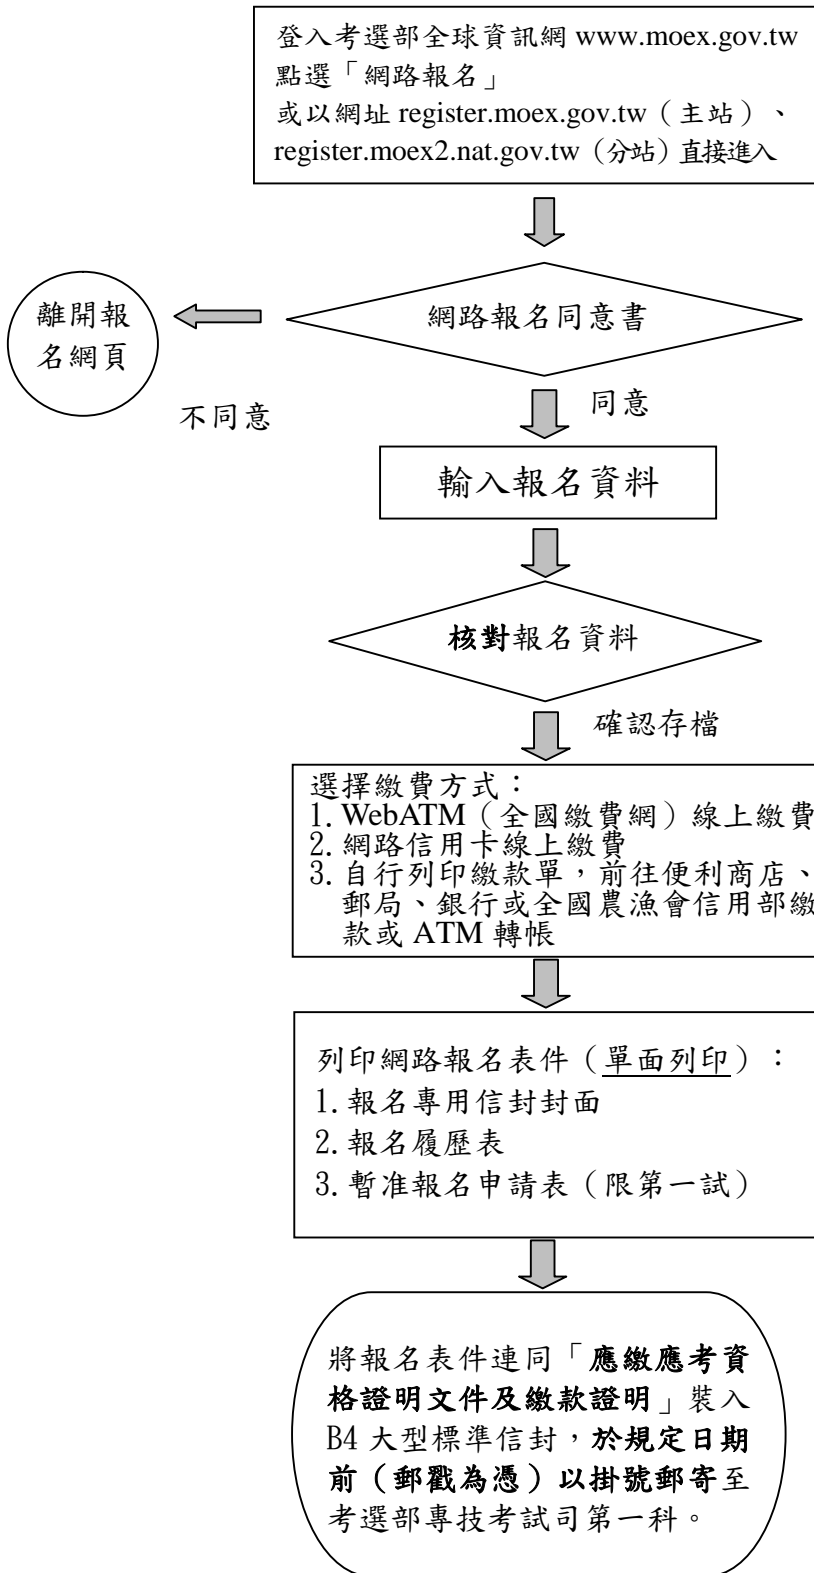 登入考選部全球資訊網 www.moex.gov.tw
點選「網路報名」
或以網址 register.moex.gov.tw（主站）、
register.moex2.nat.gov.tw（分站）直接進入
網路報名同意書
離開報
名網頁
不同意
同意
輸入報名資料
核對報名資料
確認存檔
選擇繳費方式：
1. WebATM（全國繳費網）線上繳費
2. 網路信用卡線上繳費
3. 自行列印繳款單，前往便利商店、
郵局、銀行或全國農漁會信用部繳
款或 ATM 轉帳
列印網路報名表件（單面列印）：
1. 報名專用信封封面
2. 報名履歷表
3. 暫准報名申請表（限第一試）
將報名表件連同「應繳應考資
格證明文件及繳款證明」裝入
B4 大型標準信封，於規定日期
前（郵戳為憑）以掛號郵寄至
考選部專技考試司第一科。